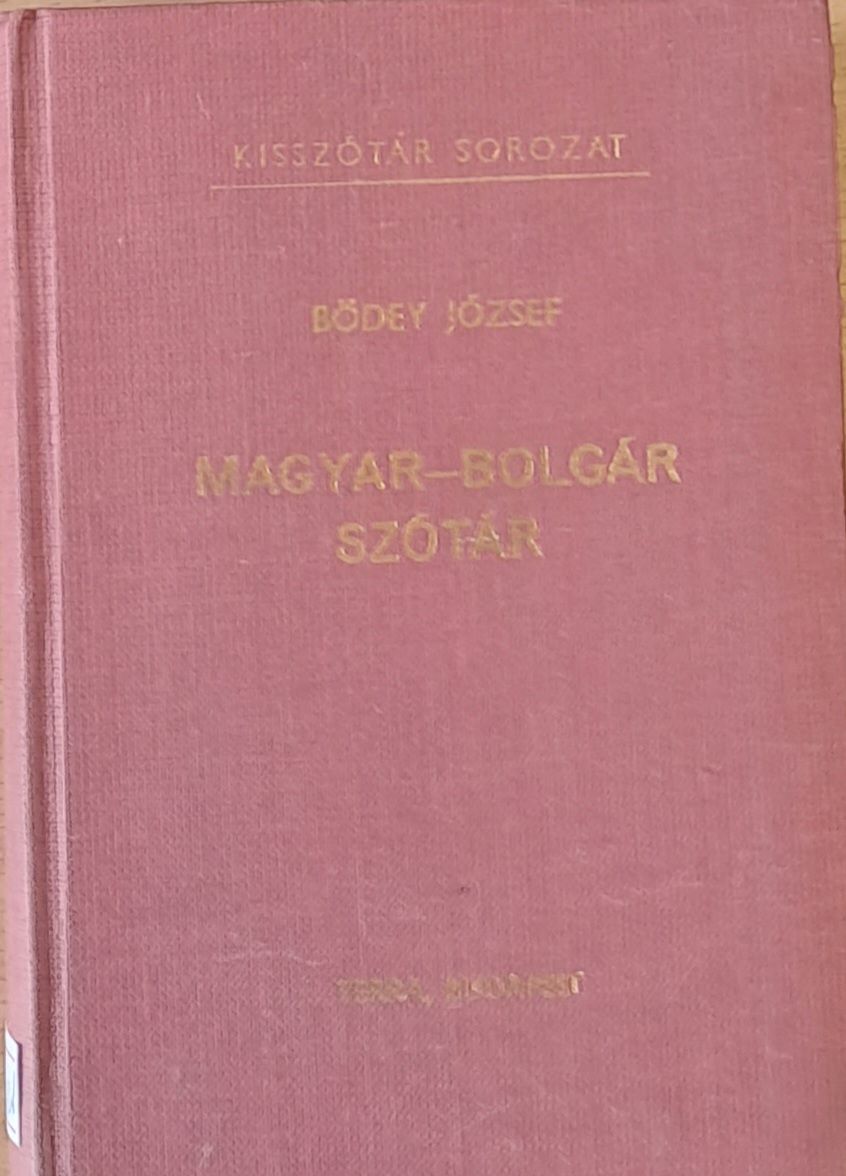 KISSZÓTÁR SOROZAT
BÖDEY JÓZSEF
MAGYAR–BOLGÁR
SZÓTÁR
TERRA, BUDAPEST